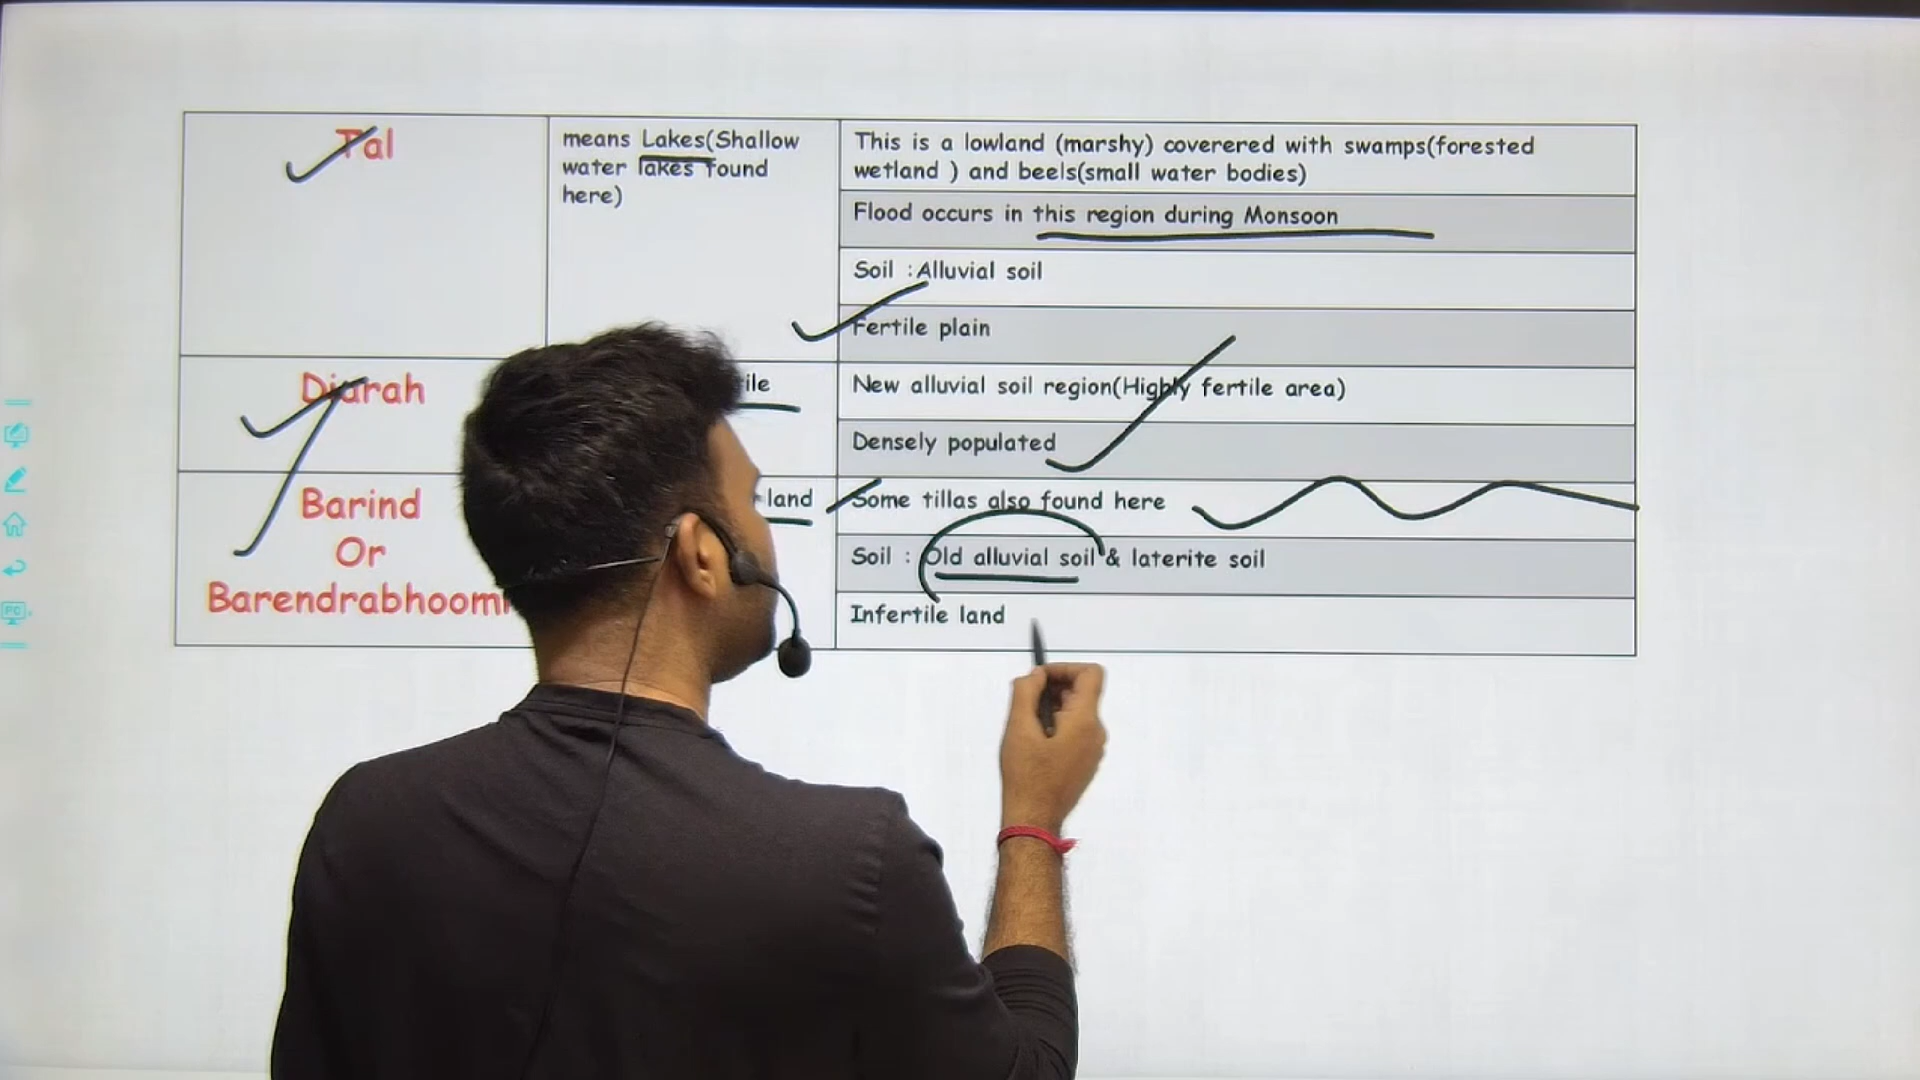 Tal
means Lakes(Shallow
water lakes found
here)
This is a lowland (marshy) coverered with swamps(forested
wetland ) and beels(small water bodies)
Flood occurs in this region during Monsoon
Soil :Alluvial soil
Fertile plain
Diarah
New alluvial soil region(Highly fertile area)
Densely populated
Barind
Or
Barendrabhoomi
land
Some tillas also found here
Soil : Old alluvial soil & laterite soil
Infertile land
PC